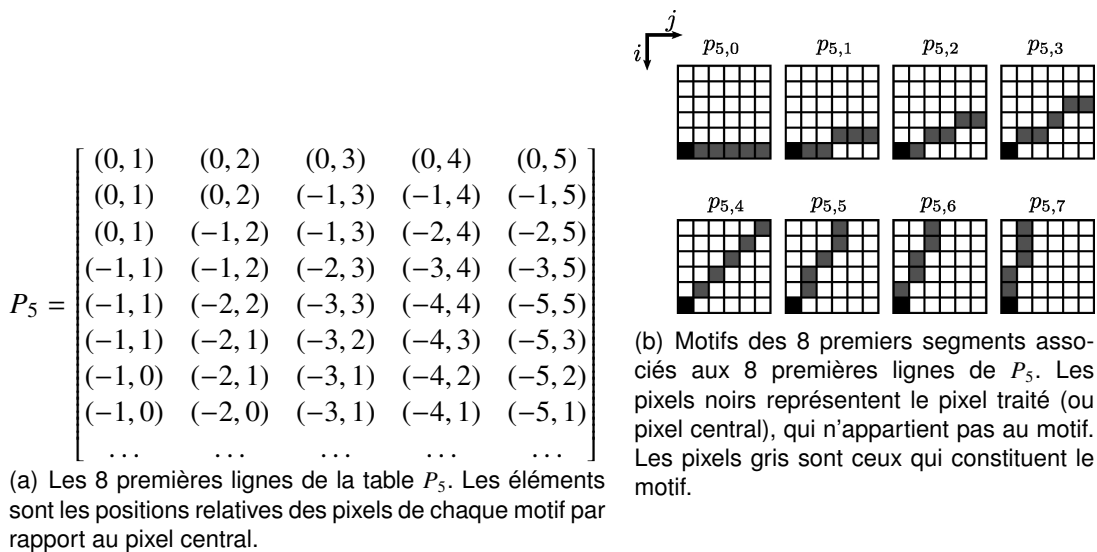 P₅ =
(0, 1) (0, 2) (0, 3) (0, 4) (0, 5)
(0, 1) (0, 2) (−1, 3) (−1, 4) (−1, 5)
(0, 1) (−1, 2) (−1, 3) (−2, 4) (−2, 5)
(−1, 1) (−1, 2) (−2, 3) (−3, 4) (−3, 5)
(−1, 1) (−2, 2) (−3, 3) (−4, 4) (−5, 5)
(−1, 1) (−2, 1) (−3, 2) (−4, 3) (−5, 3)
(−1, 0) (−2, 1) (−3, 1) (−4, 2) (−5, 2)
(−1, 0) (−2, 0) (−3, 1) (−4, 1) (−5, 1)
... ... ... ... ...
(a) Les 8 premières lignes de la table P₅. Les éléments
sont les positions relatives des pixels de chaque motif par
rapport au pixel central.
j
i
p₅,₀ p₅,₁ p₅,₂ p₅,₃
p₅,₄ p₅,₅ p₅,₆ p₅,₇
(b) Motifs des 8 premiers segments asso-
ciés aux 8 premières lignes de P₅. Les
pixels noirs représentent le pixel traité (ou
pixel central), qui n'appartient pas au motif.
Les pixels gris sont ceux qui constituent le
motif.